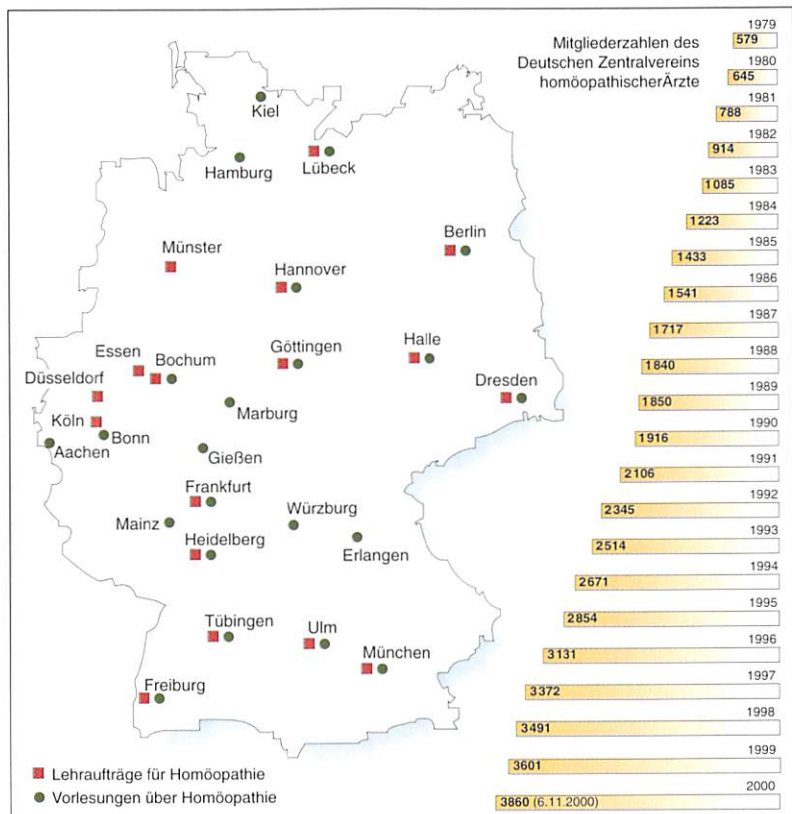 Mitgliederzahlen des
Deutschen Zentralvereins
homöopathischerÄrzte
1979
579
1980
645
1981
788
1982
914
1983
1085
1984
1223
1985
1433
1986
1541
1987
1717
1988
1840
1989
1850
1990
1916
1991
2106
1992
2345
1993
2514
1994
2671
1995
2854
1996
3131
1997
3372
1998
3491
1999
3601
2000
3860 (6.11.2000)
Kiel
Hamburg
Lübeck
Münster
Hannover
Berlin
Essen
Bochum
Göttingen
Halle
Düsseldorf
Dresden
Marburg
Köln
Bonn
Aachen
Gießen
Frankfurt
Mainz
Würzburg
Heidelberg
Erlangen
Tübingen
Ulm
München
Freiburg
Lehraufträge für Homöopathie
Vorlesungen über Homöopathie